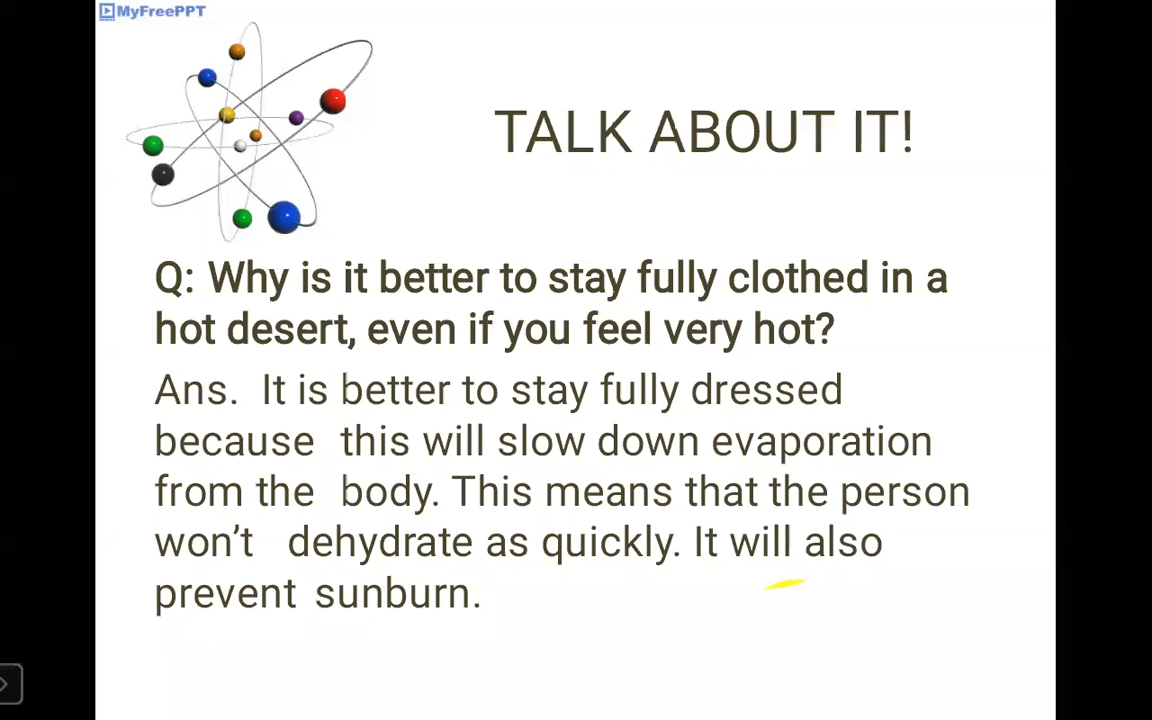 MyFreePPT
TALK ABOUT IT!
Q: Why is it better to stay fully clothed in a
hot desert, even if you feel very hot?
Ans. It is better to stay fully dressed
because this will slow down evaporation
from the body. This means that the person
won’t dehydrate as quickly. It will also
prevent sunburn.